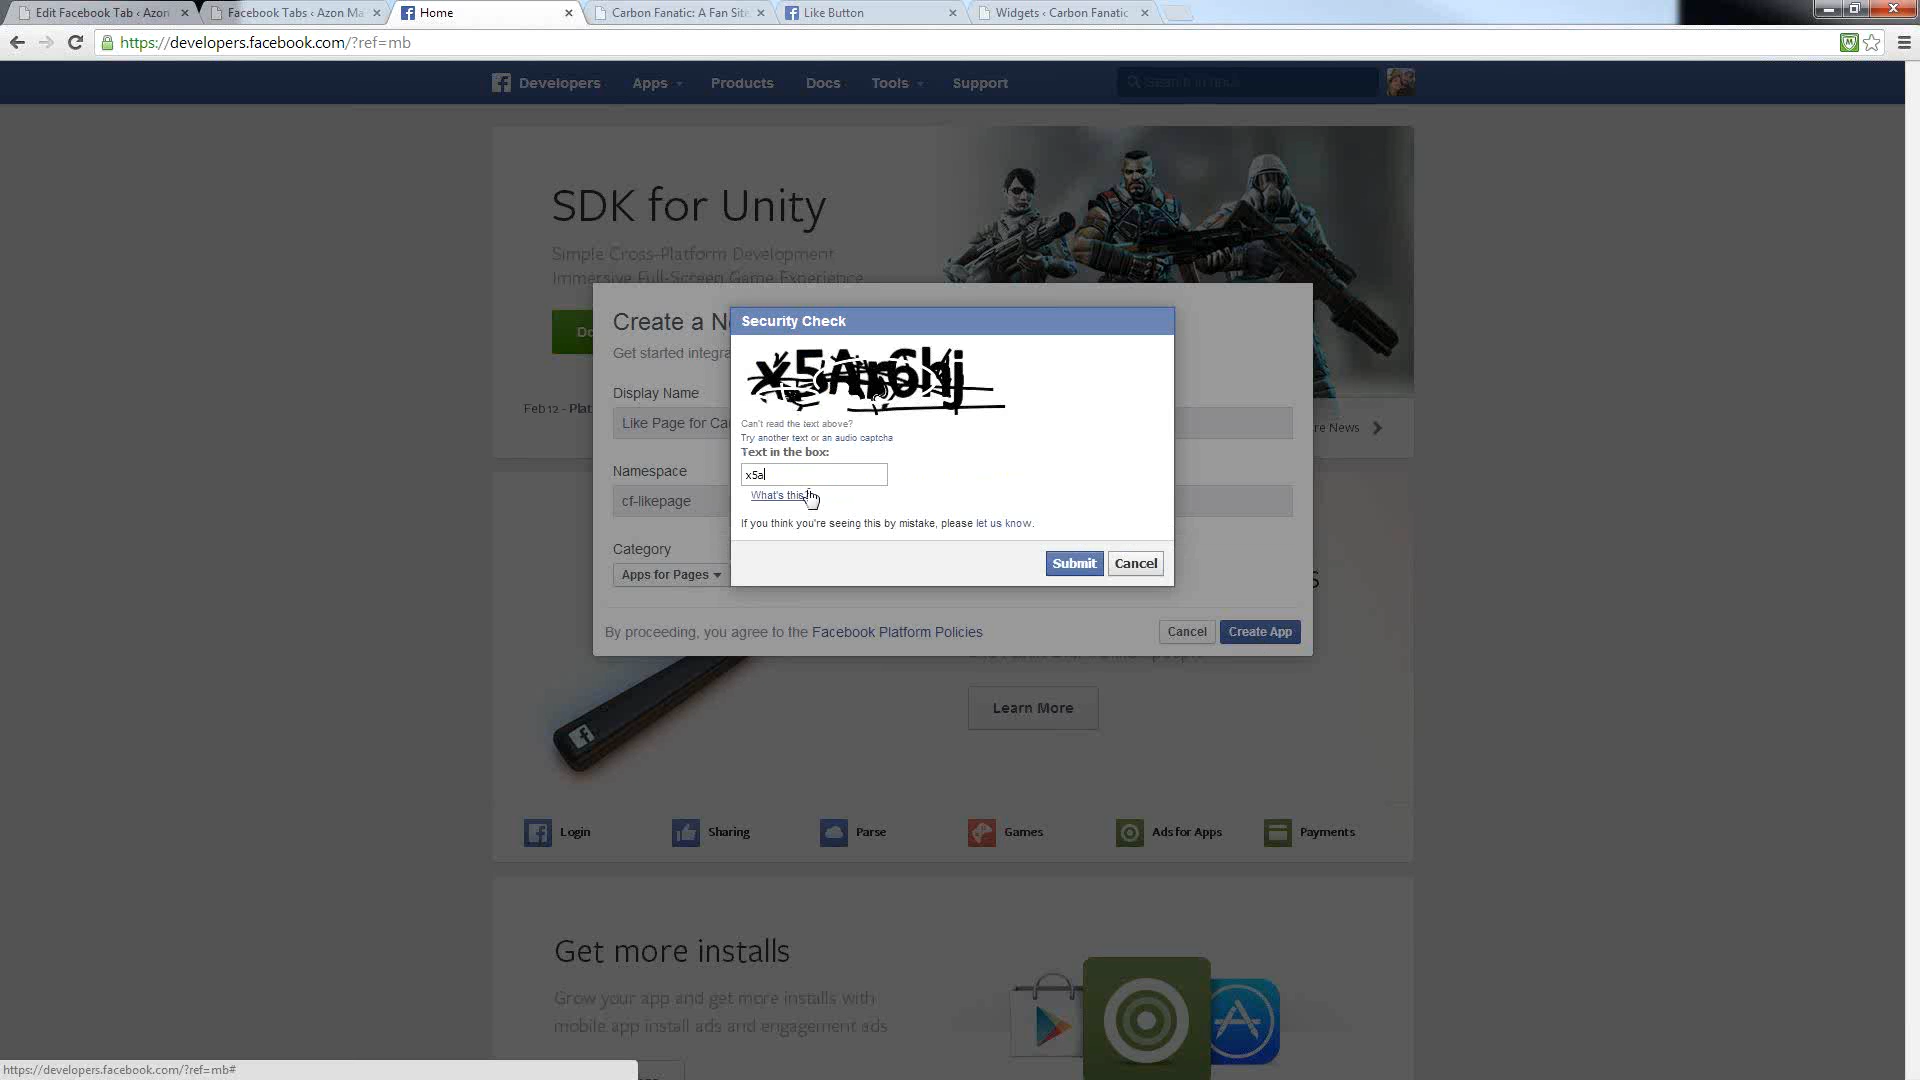 Edit Facebook Tab ‹ Azon
Facebook Tabs ‹ Azon Ma
Home
Carbon Fanatic: A Fan Site
Like Button
Widgets ‹ Carbon Fanatic
https://developers.facebook.com/?ref=mb
Developers
Apps
Products
Docs
Tools
Support
SDK for Unity
Simple Cross-Platform Development
Immersive Full-Screen Game Experience
Create a N
Get started integra
Display Name
Feb 12 - Plat
Like Page for Ca
re News
Namespace
cf-likepage
Category
Apps for Pages
Security Check
Can't read the text above?
Try another text or an audio captcha
Text in the box:
x5a
What's this
If you think you're seeing this by mistake, please let us know.
Submit
Cancel
By proceeding, you agree to the Facebook Platform Policies
Cancel
Create App
Learn More
Login
Sharing
Parse
Games
Ads for Apps
Payments
Get more installs
Grow your app and get more installs with
mobile app install ads and engagement ads
https://developers.facebook.com/?ref=mb#